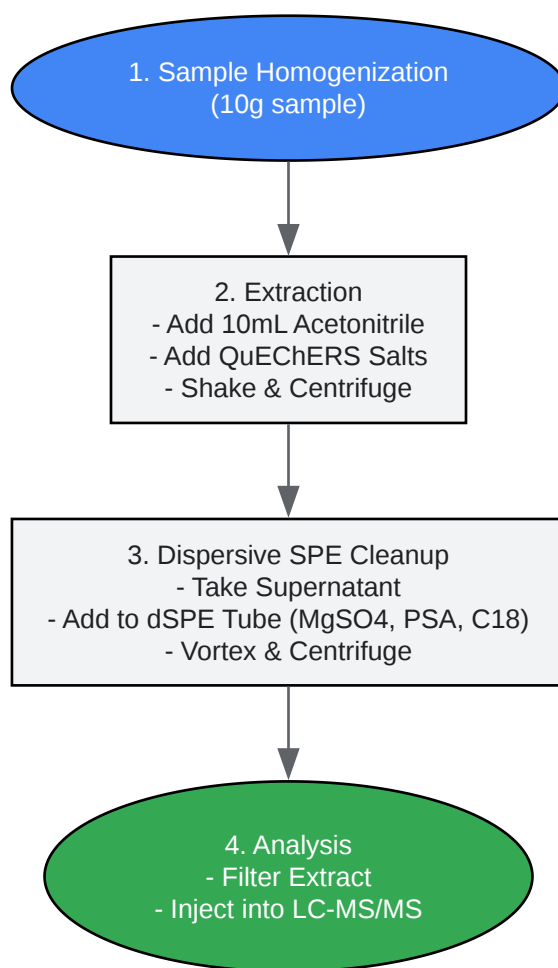 1. Sample Homogenization
(10g sample)
2. Extraction
- Add 10mL Acetonitrile
- Add QuEChERS Salts
- Shake & Centrifuge
3. Dispersive SPE Cleanup
- Take Supernatant
- Add to dSPE Tube (MgSO4, PSA, C18)
- Vortex & Centrifuge
4. Analysis
- Filter Extract
- Inject into LC-MS/MS